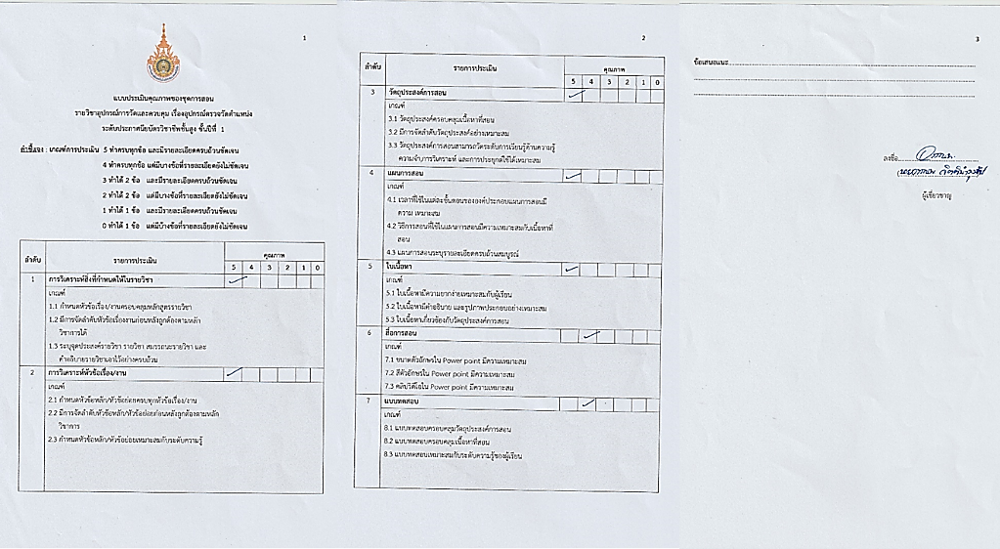 1
แบบประเมินคุณภาพของชุดการสอน
รายวิชาอุปกรณ์การวัดและควบคุม เรื่องอุปกรณ์ตรวจวัดตำแหน่ง
ระดับประกาศนียบัตรวิชาชีพชั้นสูง ชั้นปีที่ 1
คำชี้แจง : เกณฑ์การประเมิน 5 ทำครบทุกข้อ และมีรายละเอียดครบถ้วนชัดเจน
4 ทำครบทุกข้อ แต่มีบางข้อที่รายละเอียดยังไม่ชัดเจน
3 ทำได้ 2 ข้อ และมีรายละเอียดครบถ้วนชัดเจน
2 ทำได้ 2 ข้อ แต่มีบางข้อที่รายละเอียดยังไม่ชัดเจน
1 ทำได้ 1 ข้อ และมีรายละเอียดครบถ้วนชัดเจน
0 ทำได้ 1 ข้อ แต่มีบ้างข้อที่รายละเอียดยังไม่ชัดเจน
ลำดับ รายการประเมิน คุณภาพ
5 4 3 2 1 0
1 การวิเคราะห์สิ่งที่กำหนดให้ในรายวิชา
เกณฑ์
1.1 กำหนดหัวข้อเรื่อง/งานครอบคลุมหลักสูตรรายวิชา
1.2 มีการจัดลำดับหัวข้อเรื่องงานก่อนหลังถูกต้องตามหลัก
วิชาการได้
1.3 ระบุจุดประสงค์รายวิชา รายวิชา สมรรถนะรายวิชา และ
คำอธิบายรายวิชาเอาไว้อย่างครบถ้วน
2 การวิเคราะห์หัวข้อเรื่อง/งาน
เกณฑ์
2.1 กำหนดหัวข้อหลัก/หัวข้อย่อยครบทุกหัวข้อเรื่อง/งาน
2.2 มีการจัดลำดับหัวข้อหลัก/หัวข้อย่อยก่อนหลังถูกต้องตามหลัก
วิชาการ
2.3 กำหนดหัวข้อหลัก/หัวข้อย่อยเหมาะสมกับระดับความรู้
2
ลำดับ รายการประเมิน คุณภาพ
5 4 3 2 1 0
3 วัตถุประสงค์การสอน
เกณฑ์
3.1 วัตถุประสงค์ครอบคลุมเนื้อหาที่สอน
3.2 มีการจัดลำดับวัตถุประสงค์อย่างเหมาะสม
3.3 วัตถุประสงค์การสอนสามารถวัดระดับการเรียนรู้ด้านความรู้
ความจำการวิเคราะห์ และการประยุกต์ใช้ได้เหมาะสม
4 แผนการสอน
เกณฑ์
4.1 เวลาที่ใช้ในแต่ละขั้นตอนขององค์ประกอบแผนการสอนมี
ความ เหมาะสม
4.2 วิธีการสอนที่ใช้ในแผนการสอนมีความเหมาะสมกับเนื้อหาที่
สอน
4.3 แผนการสอนระบุรายละเอียดครบถ้วนสมบูรณ์
5 ใบเนื้อหา
เกณฑ์
5.1 ใบเนื้อหามีความยากง่ายเหมาะสมกับผู้เรียน
5.2 ใบเนื้อหามีคำอธิบาย และรูปภาพประกอบอย่างเหมาะสม
5.3 ใบเนื้อหาเกี่ยวข้องกับวัตถุประสงค์การสอน
6 สื่อการสอน
เกณฑ์
7.1 ขนาดตัวอักษรใน Power point มีความเหมาะสม
7.2 สีตัวอักษรใน Power point มีความเหมาะสม
7.3 คลิปวิดีโอใน Power point มีความเหมาะสม
7 แบบทดสอบ
เกณฑ์
8.1 แบบทดสอบครอบคลุมวัตถุประสงค์การสอน
8.2 แบบทดสอบครอบคลุมเนื้อหาที่สอน
8.3 แบบทดสอบเหมาะสมกับระดับความรู้ของผู้เรียน
3
ข้อเสนอแนะ
ลงชื่อ
ผู้เชี่ยวชาญ